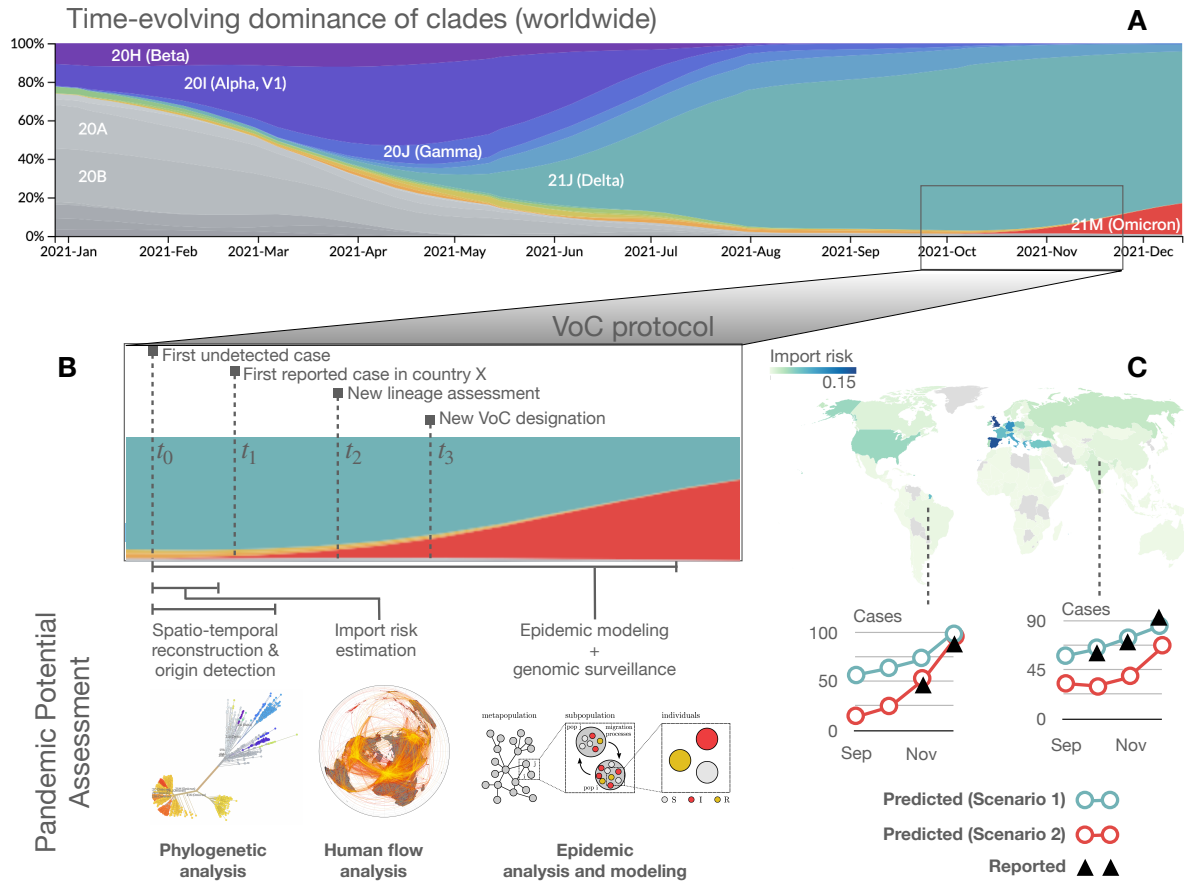 Time-evolving dominance of clades (worldwide)
A
100%
80%
60%
40%
20%
0%
20H (Beta)
20I (Alpha, V1)
20A
20J (Gamma)
20B
21J (Delta)
21M (Omicron)
2021-Jan
2021-Feb
2021-Mar
2021-Apr
2021-May
2021-Jun
2021-Jul
2021-Aug
2021-Sep
2021-Oct
2021-Nov
2021-Dec
VoC protocol
B
First undetected case
First reported case in country X
New lineage assessment
New VoC designation
t0
t1
t2
t3
Pandemic Potential
Assessment
Spatio-temporal
reconstruction &
origin detection
Import risk
estimation
Epidemic modeling
+
genomic surveillance
metapopulation
subpopulation
individuals
pop j
migration
processes
pop i
S
I
R
Phylogenetic
analysis
Human flow
analysis
Epidemic
analysis and modeling
C
Import risk
0.15
Cases
100
50
0
Sep
Nov
Cases
90
45
0
Sep
Nov
Predicted (Scenario 1)
Predicted (Scenario 2)
Reported